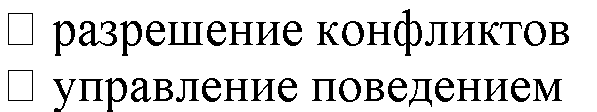 □ разрешение конфликтов
□ управление поведением